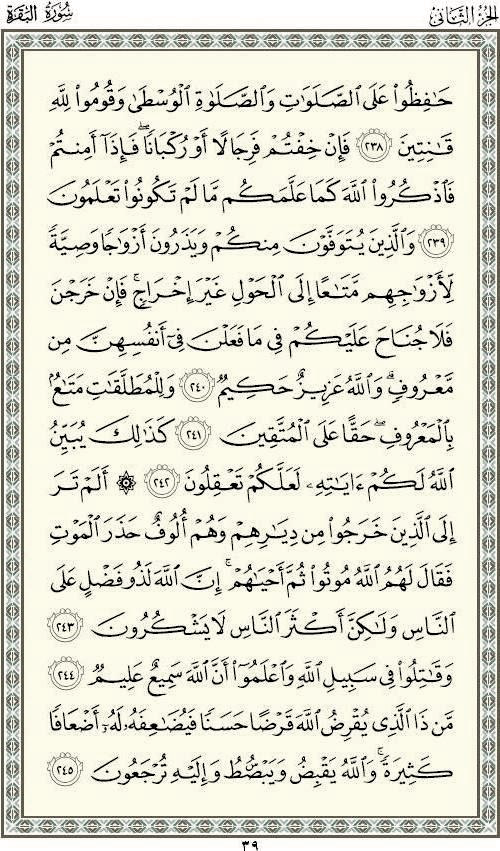 الجزء الثاني سورة البقرة
حَٰفِظُوا۟ عَلَى ٱلصَّلَوَٰتِ وَٱلصَّلَوٰةِ ٱلْوُسْطَىٰ وَقُومُوا۟ لِلَّهِ
قَٰنِتِينَ ٢٣٨ فَإِنْ خِفْتُمْ فَرِجَالًا أَوْ رُكْبَانًا ۖ فَإِذَآ أَمِنتُمْ
فَٱذْكُرُوا۟ ٱللَّهَ كَمَا عَلَّمَكُم مَّا لَمْ تَكُونُوا۟ تَعْلَمُونَ
٢٣٩ وَٱلَّذِينَ يُتَوَفَّوْنَ مِنكُمْ وَيَذَرُونَ أَزْوَٰجًا وَصِيَّةً
لِّأَزْوَٰجِهِم مَّتَٰعًا إِلَى ٱلْحَوْلِ غَيْرَ إِخْرَاجٍ ۚ فَإِنْ خَرَجْنَ
فَلَا جُنَاحَ عَلَيْكُمْ فِى مَا فَعَلْنَ فِىٓ أَنفُسِهِنَّ مِن
مَّعْرُوفٍ ۗ وَٱللَّهُ عَزِيزٌ حَكِيمٌ ٢٤٠ وَلِلْمُطَلَّقَٰتِ مَتَٰعٌۢ
بِٱلْمَعْرُوفِ ۖ حَقًّا عَلَى ٱلْمُتَّقِينَ ٢٤١ كَذَٰلِكَ يُبَيِّنُ
ٱللَّهُ لَكُمْ ءَايَٰتِهِۦ لَعَلَّكُمْ تَعْقِلُونَ ٢٤٢ ۞ أَلَمْ تَرَ
إِلَى ٱلَّذِينَ خَرَجُوا۟ مِن دِيَٰرِهِمْ وَهُمْ أُلُوفٌ حَذَرَ ٱلْمَوْتِ
فَقَالَ لَهُمُ ٱللَّهُ مُوتُوا۟ ثُمَّ أَحْيَٰهُمْ ۚ إِنَّ ٱللَّهَ لَذُو فَضْلٍ عَلَى
ٱلنَّاسِ وَلَٰكِنَّ أَكْثَرَ ٱلنَّاسِ لَا يَشْكُرُونَ ٢٤٣
وَقَٰتِلُوا۟ فِى سَبِيلِ ٱللَّهِ وَٱعْلَمُوٓا۟ أَنَّ ٱللَّهَ سَمِيعٌ عَلِيمٌ ٢٤٤
مَّن ذَا ٱلَّذِى يُقْرِضُ ٱللَّهَ قَرْضًا حَسَنًا فَيُضَٰعِفَهُۥ لَهُۥٓ أَضْعَافًا
كَثِيرَةً ۚ وَٱللَّهُ يَقْبِضُ وَيَبْصُۜطُ وَإِلَيْهِ تُرْجَعُونَ ٢٤٥
٣٩